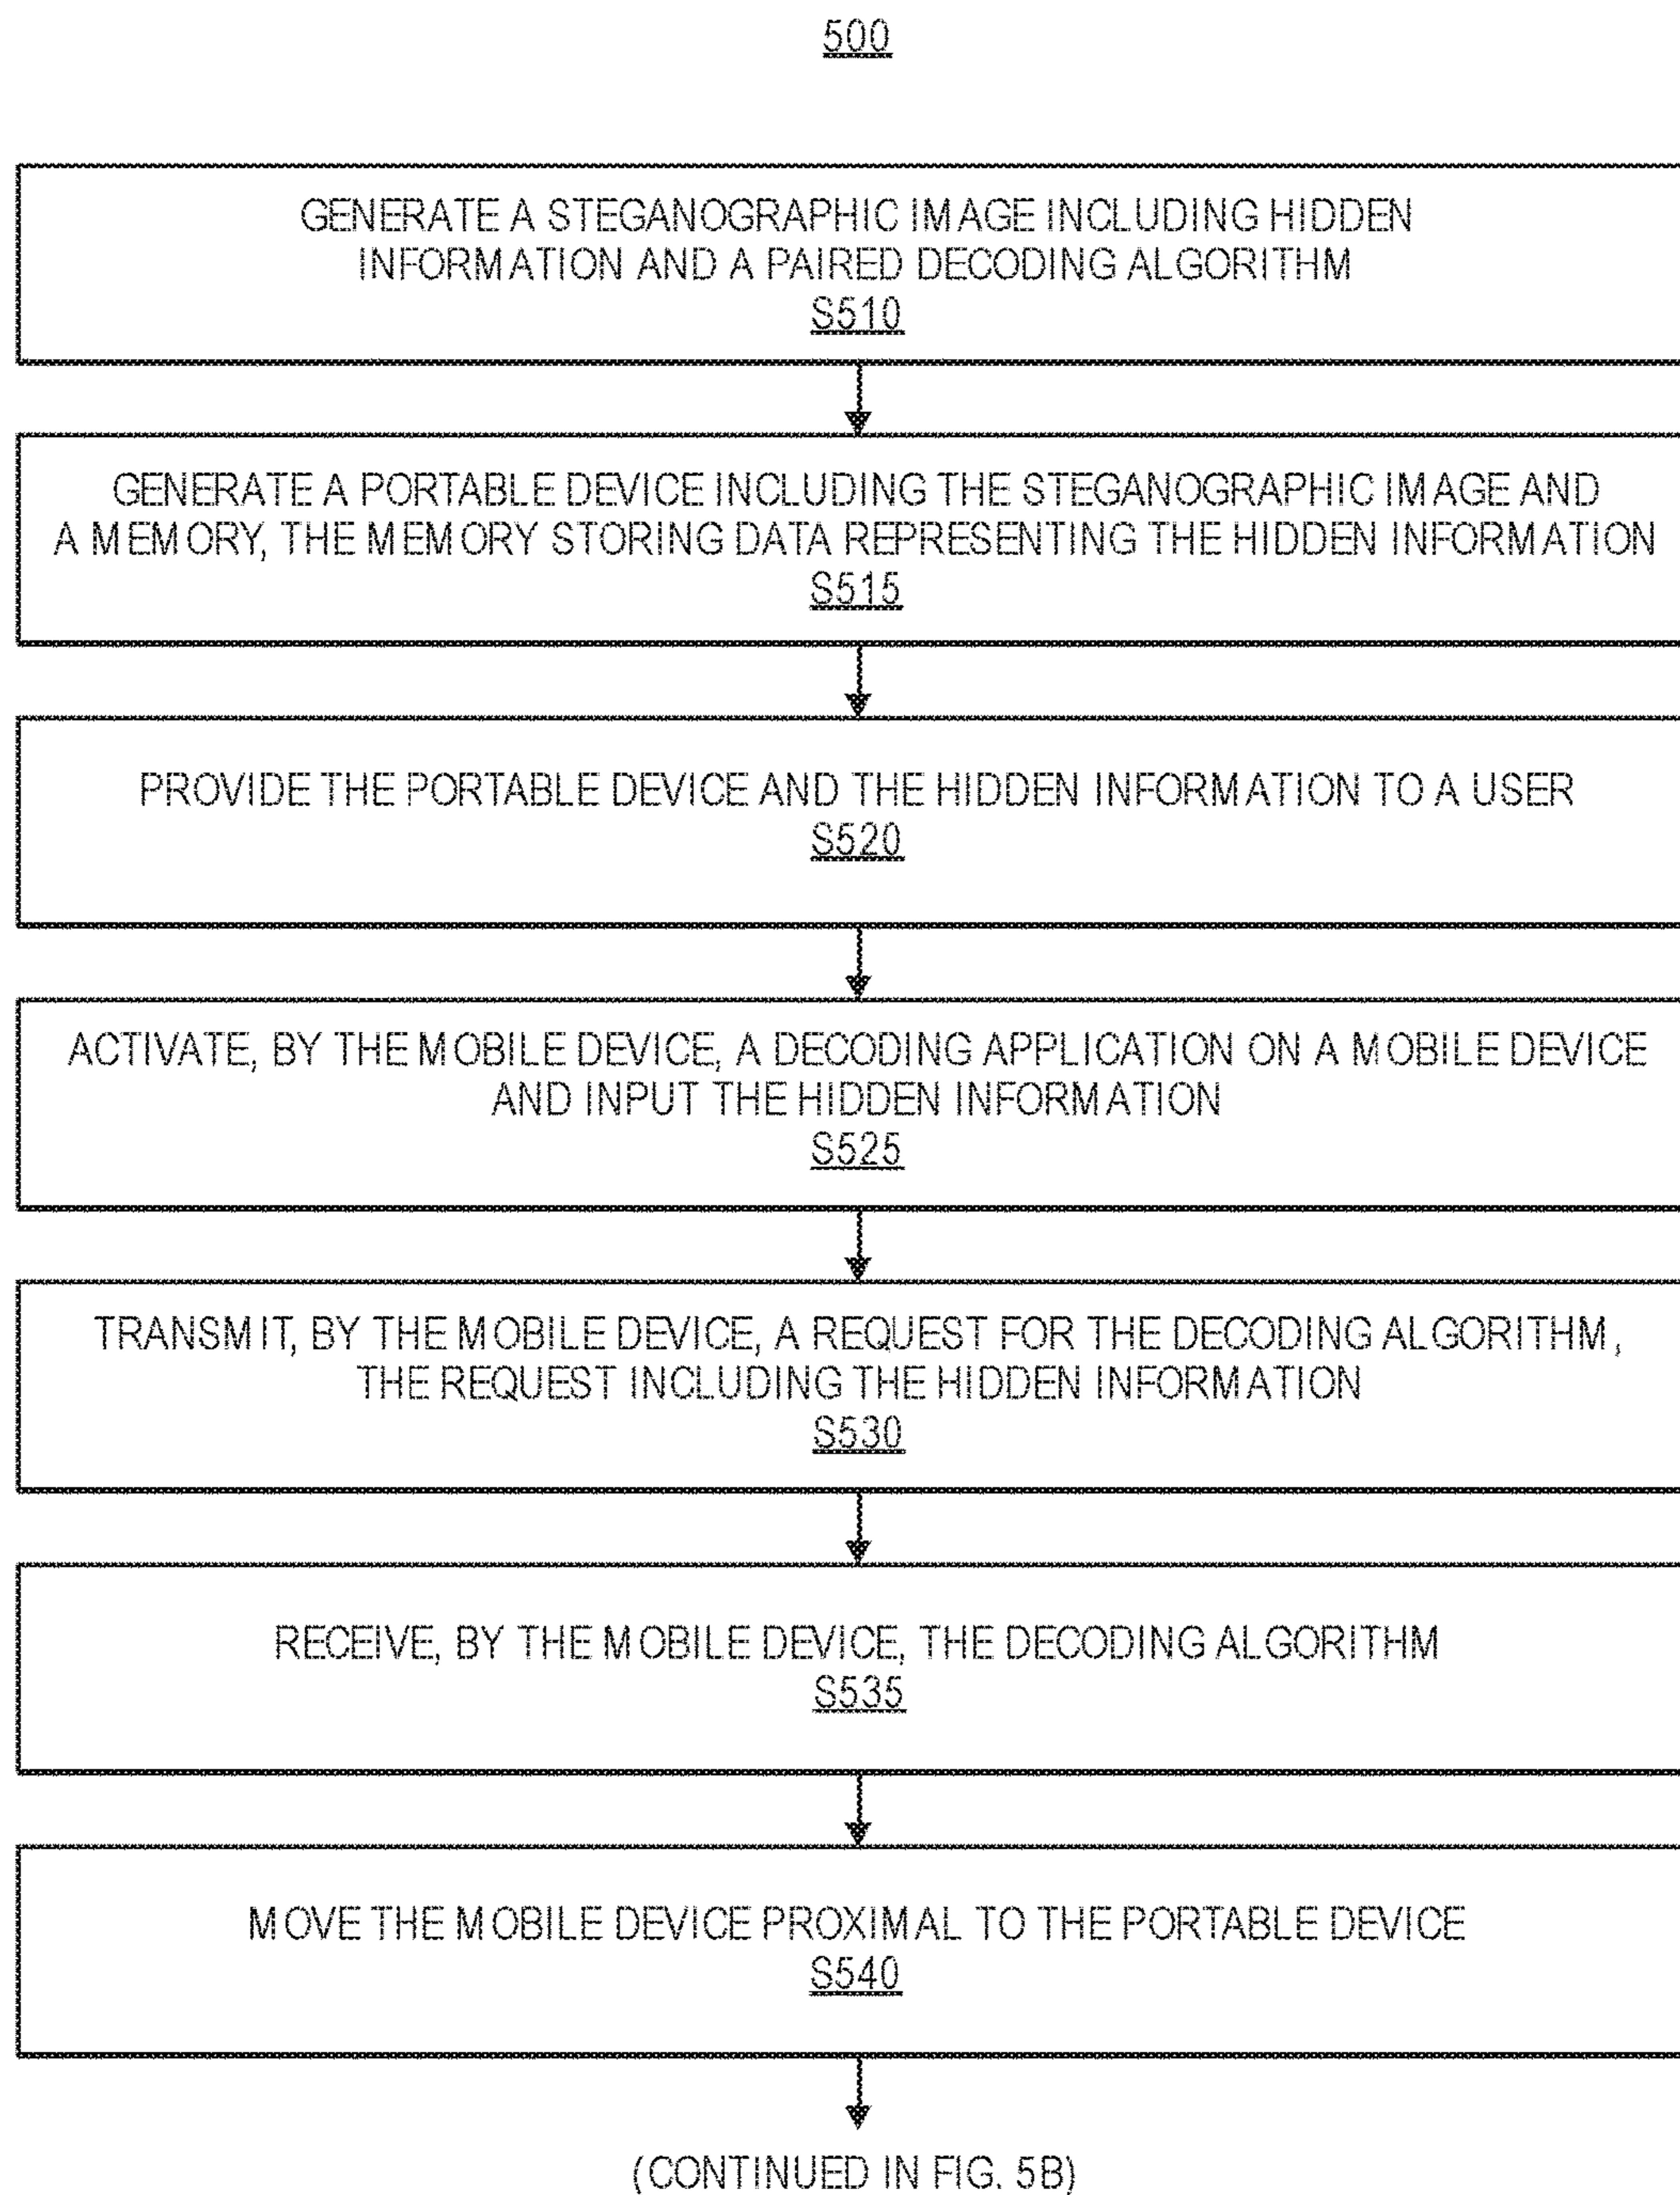 500
GENERATE A STEGANOGRAPHIC IMAGE INCLUDING HIDDEN
INFORMATION AND A PAIRED DECODING ALGORITHM
S510
GENERATE A PORTABLE DEVICE INCLUDING THE STEGANOGRAPHIC IMAGE AND
A MEMORY, THE MEMORY STORING DATA REPRESENTING THE HIDDEN INFORMATION
S515
PROVIDE THE PORTABLE DEVICE AND THE HIDDEN INFORMATION TO A USER
S520
ACTIVATE, BY THE MOBILE DEVICE, A DECODING APPLICATION ON A MOBILE DEVICE
AND INPUT THE HIDDEN INFORMATION
S525
TRANSMIT, BY THE MOBILE DEVICE, A REQUEST FOR THE DECODING ALGORITHM,
THE REQUEST INCLUDING THE HIDDEN INFORMATION
S530
RECEIVE, BY THE MOBILE DEVICE, THE DECODING ALGORITHM
S535
MOVE THE MOBILE DEVICE PROXIMAL TO THE PORTABLE DEVICE
S540
(CONTINUED IN FIG. 5B)